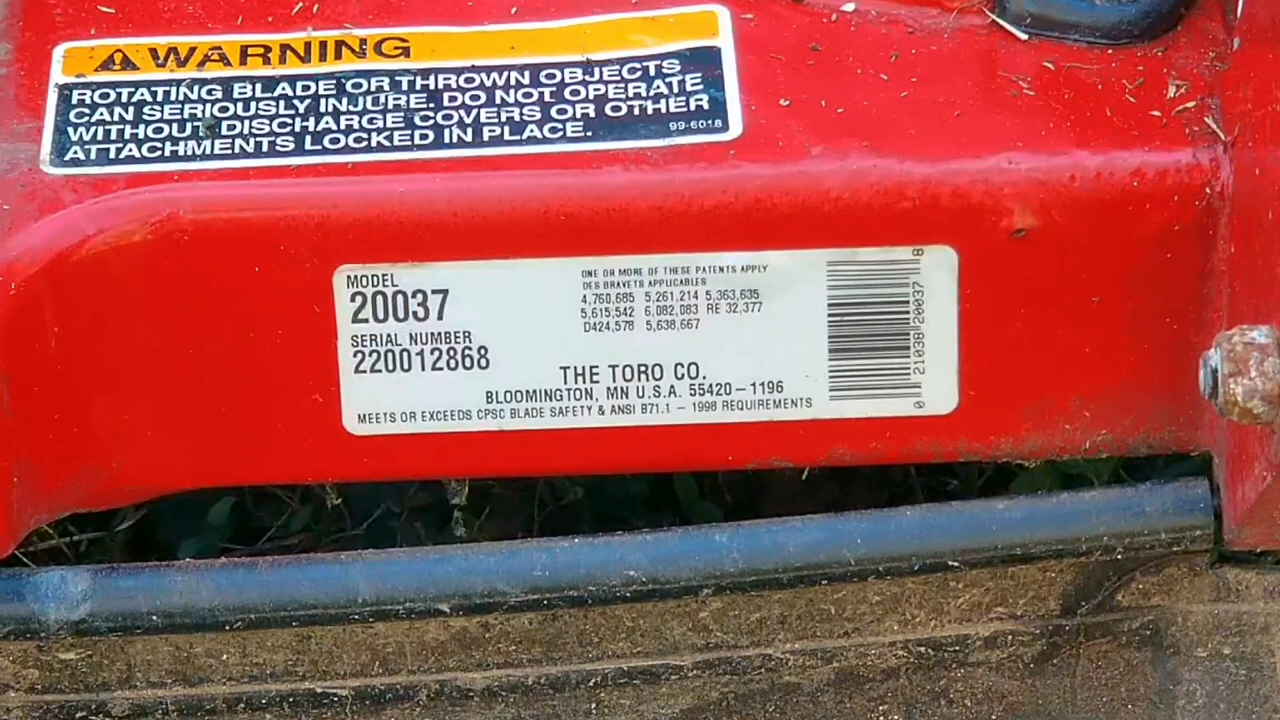 WARNING
ROTATING BLADE OR THROWN OBJECTS
CAN SERIOUSLY INJURE. DO NOT OPERATE
WITHOUT DISCHARGE COVERS OR OTHER
ATTACHMENTS LOCKED IN PLACE.
99-6018
MODEL
20037
SERIAL NUMBER
220012868
ONE OR MORE OF THESE PATENTS APPLY
DES BRAVETS APPLICABLES
4,760,685 5,261,214 5,363,635
5,615,542 6,082,083 RE 32,377
D424,578 5,638,667
THE TORO CO.
BLOOMINGTON, MN U.S.A. 55420-1196
MEETS OR EXCEEDS CPSC BLADE SAFETY & ANSI B71.1 - 1998 REQUIREMENTS
0 21038 20037 8